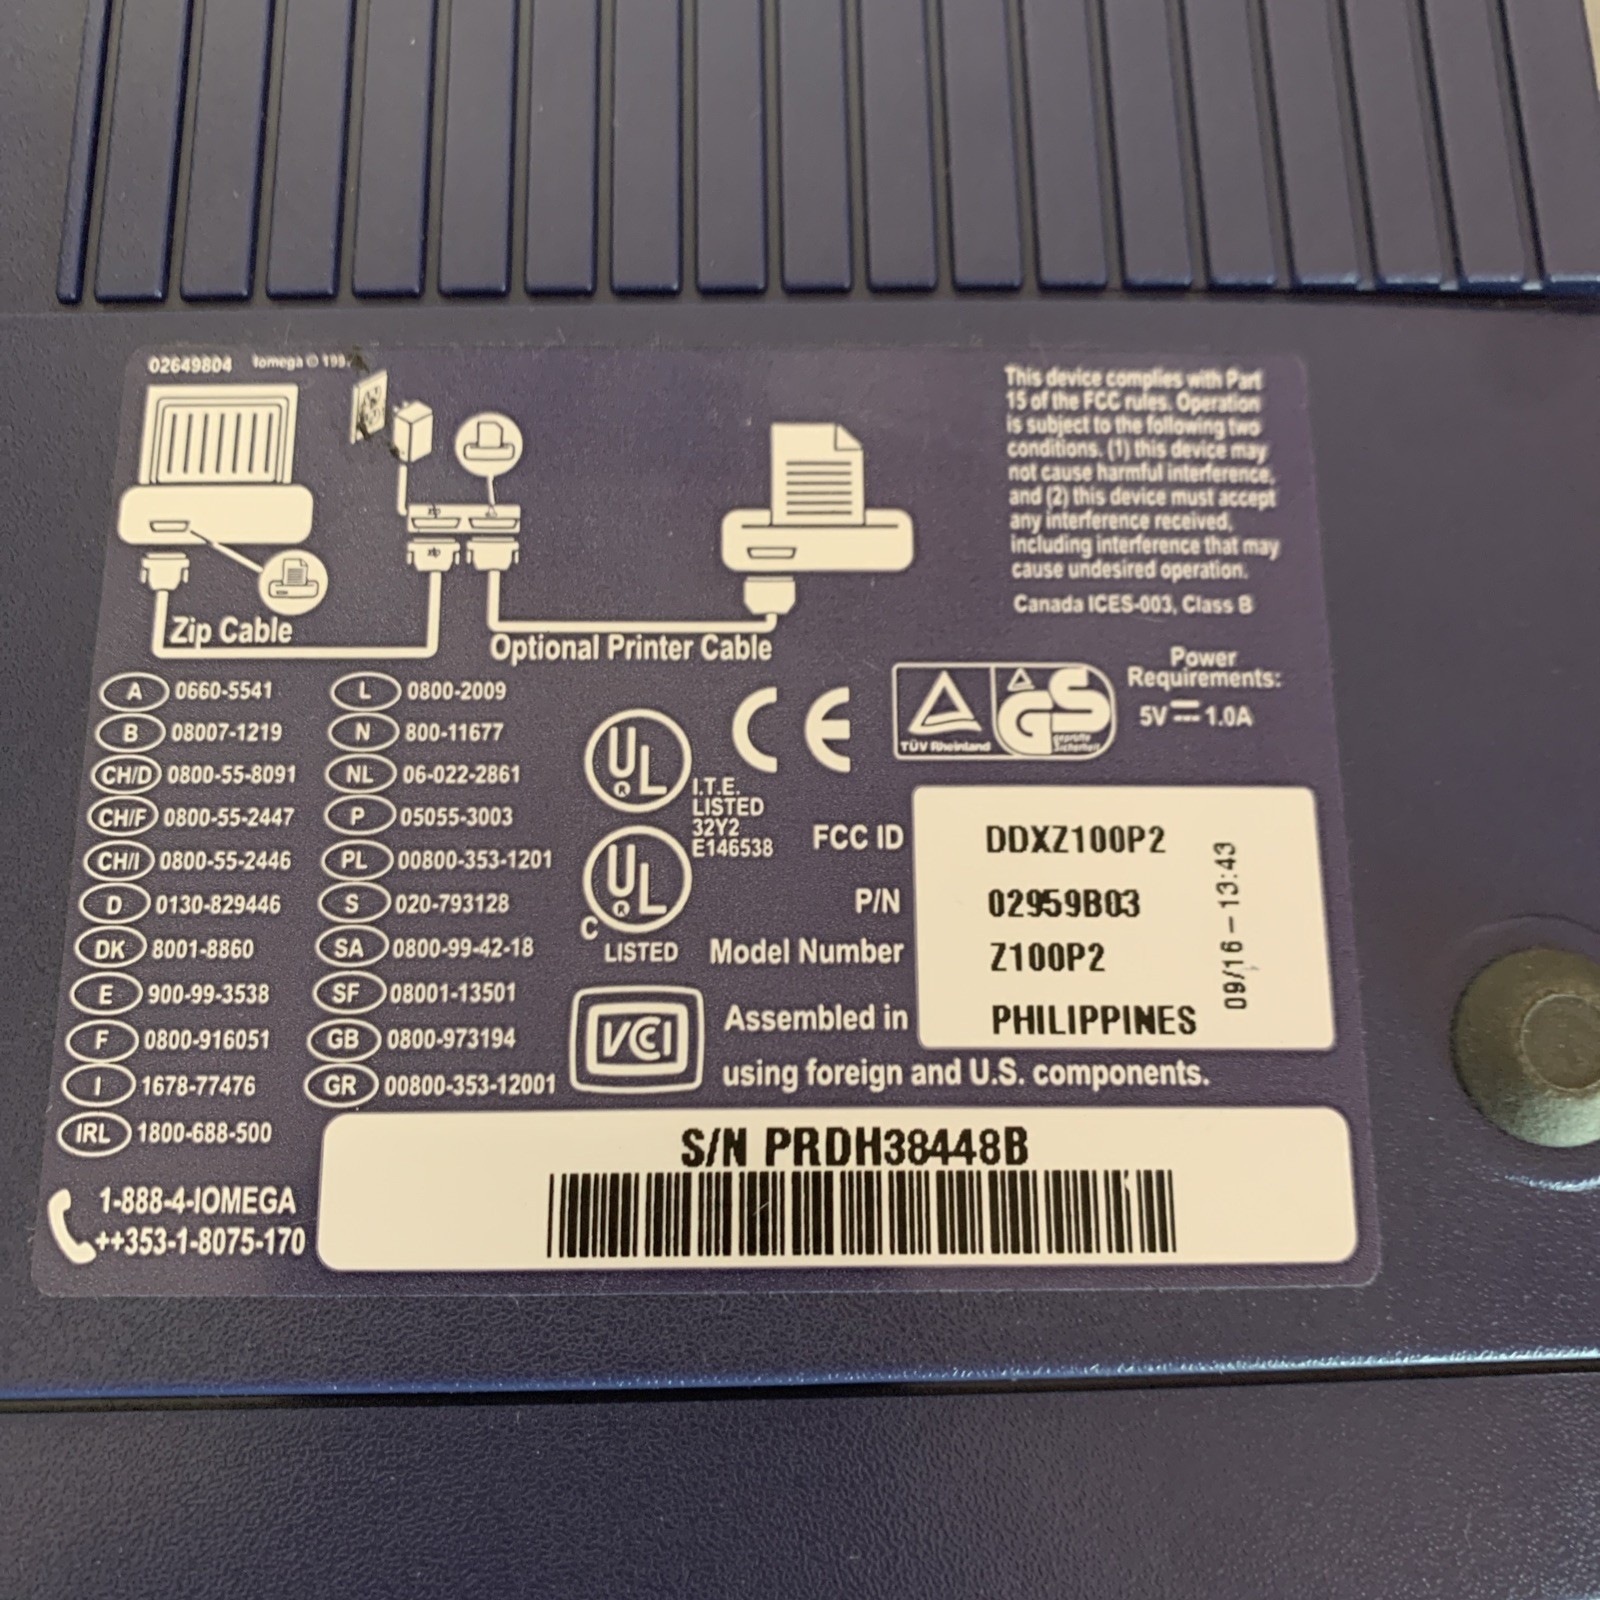 02649804 Iomega ©
Zip Cable
Optional Printer Cable
This device complies with Part
15 of the FCC rules. Operation
is subject to the following two
conditions. (1) this device may
not cause harmful interference,
and (2) this device must accept
any interference received,
including interference that may
cause undesired operation.
Canada ICES-003, Class B
A 0660-5541
B 08007-1219
CH/D 0800-55-8091
CH/F 0800-55-2447
CH/I 0800-55-2446
D 0130-829446
DK 8001-8860
E 900-99-3538
F 0800-916051
I 1678-77476
IRL 1800-688-500
L 0800-2009
N 800-11677
NL 06-022-2861
P 05055-3003
PL 00800-353-1201
S 020-793128
SA 0800-99-42-18
SF 08001-13501
GB 0800-973194
GR 00800-353-12001
1-888-4-IOMEGA
++353-1-8075-170
UL
I.T.E.
LISTED
32Y2
E146538
C UL
LISTED
VCCI
CE
TÜV Rheinland
GS
geprüfte
Sicherheit
Power
Requirements:
5V 1.0A
FCC ID DDXZ100P2
P/N 02959B03
Model Number Z100P2
Assembled in PHILIPPINES
using foreign and U.S. components.
09/16-13:43
S/N PRDH38448B